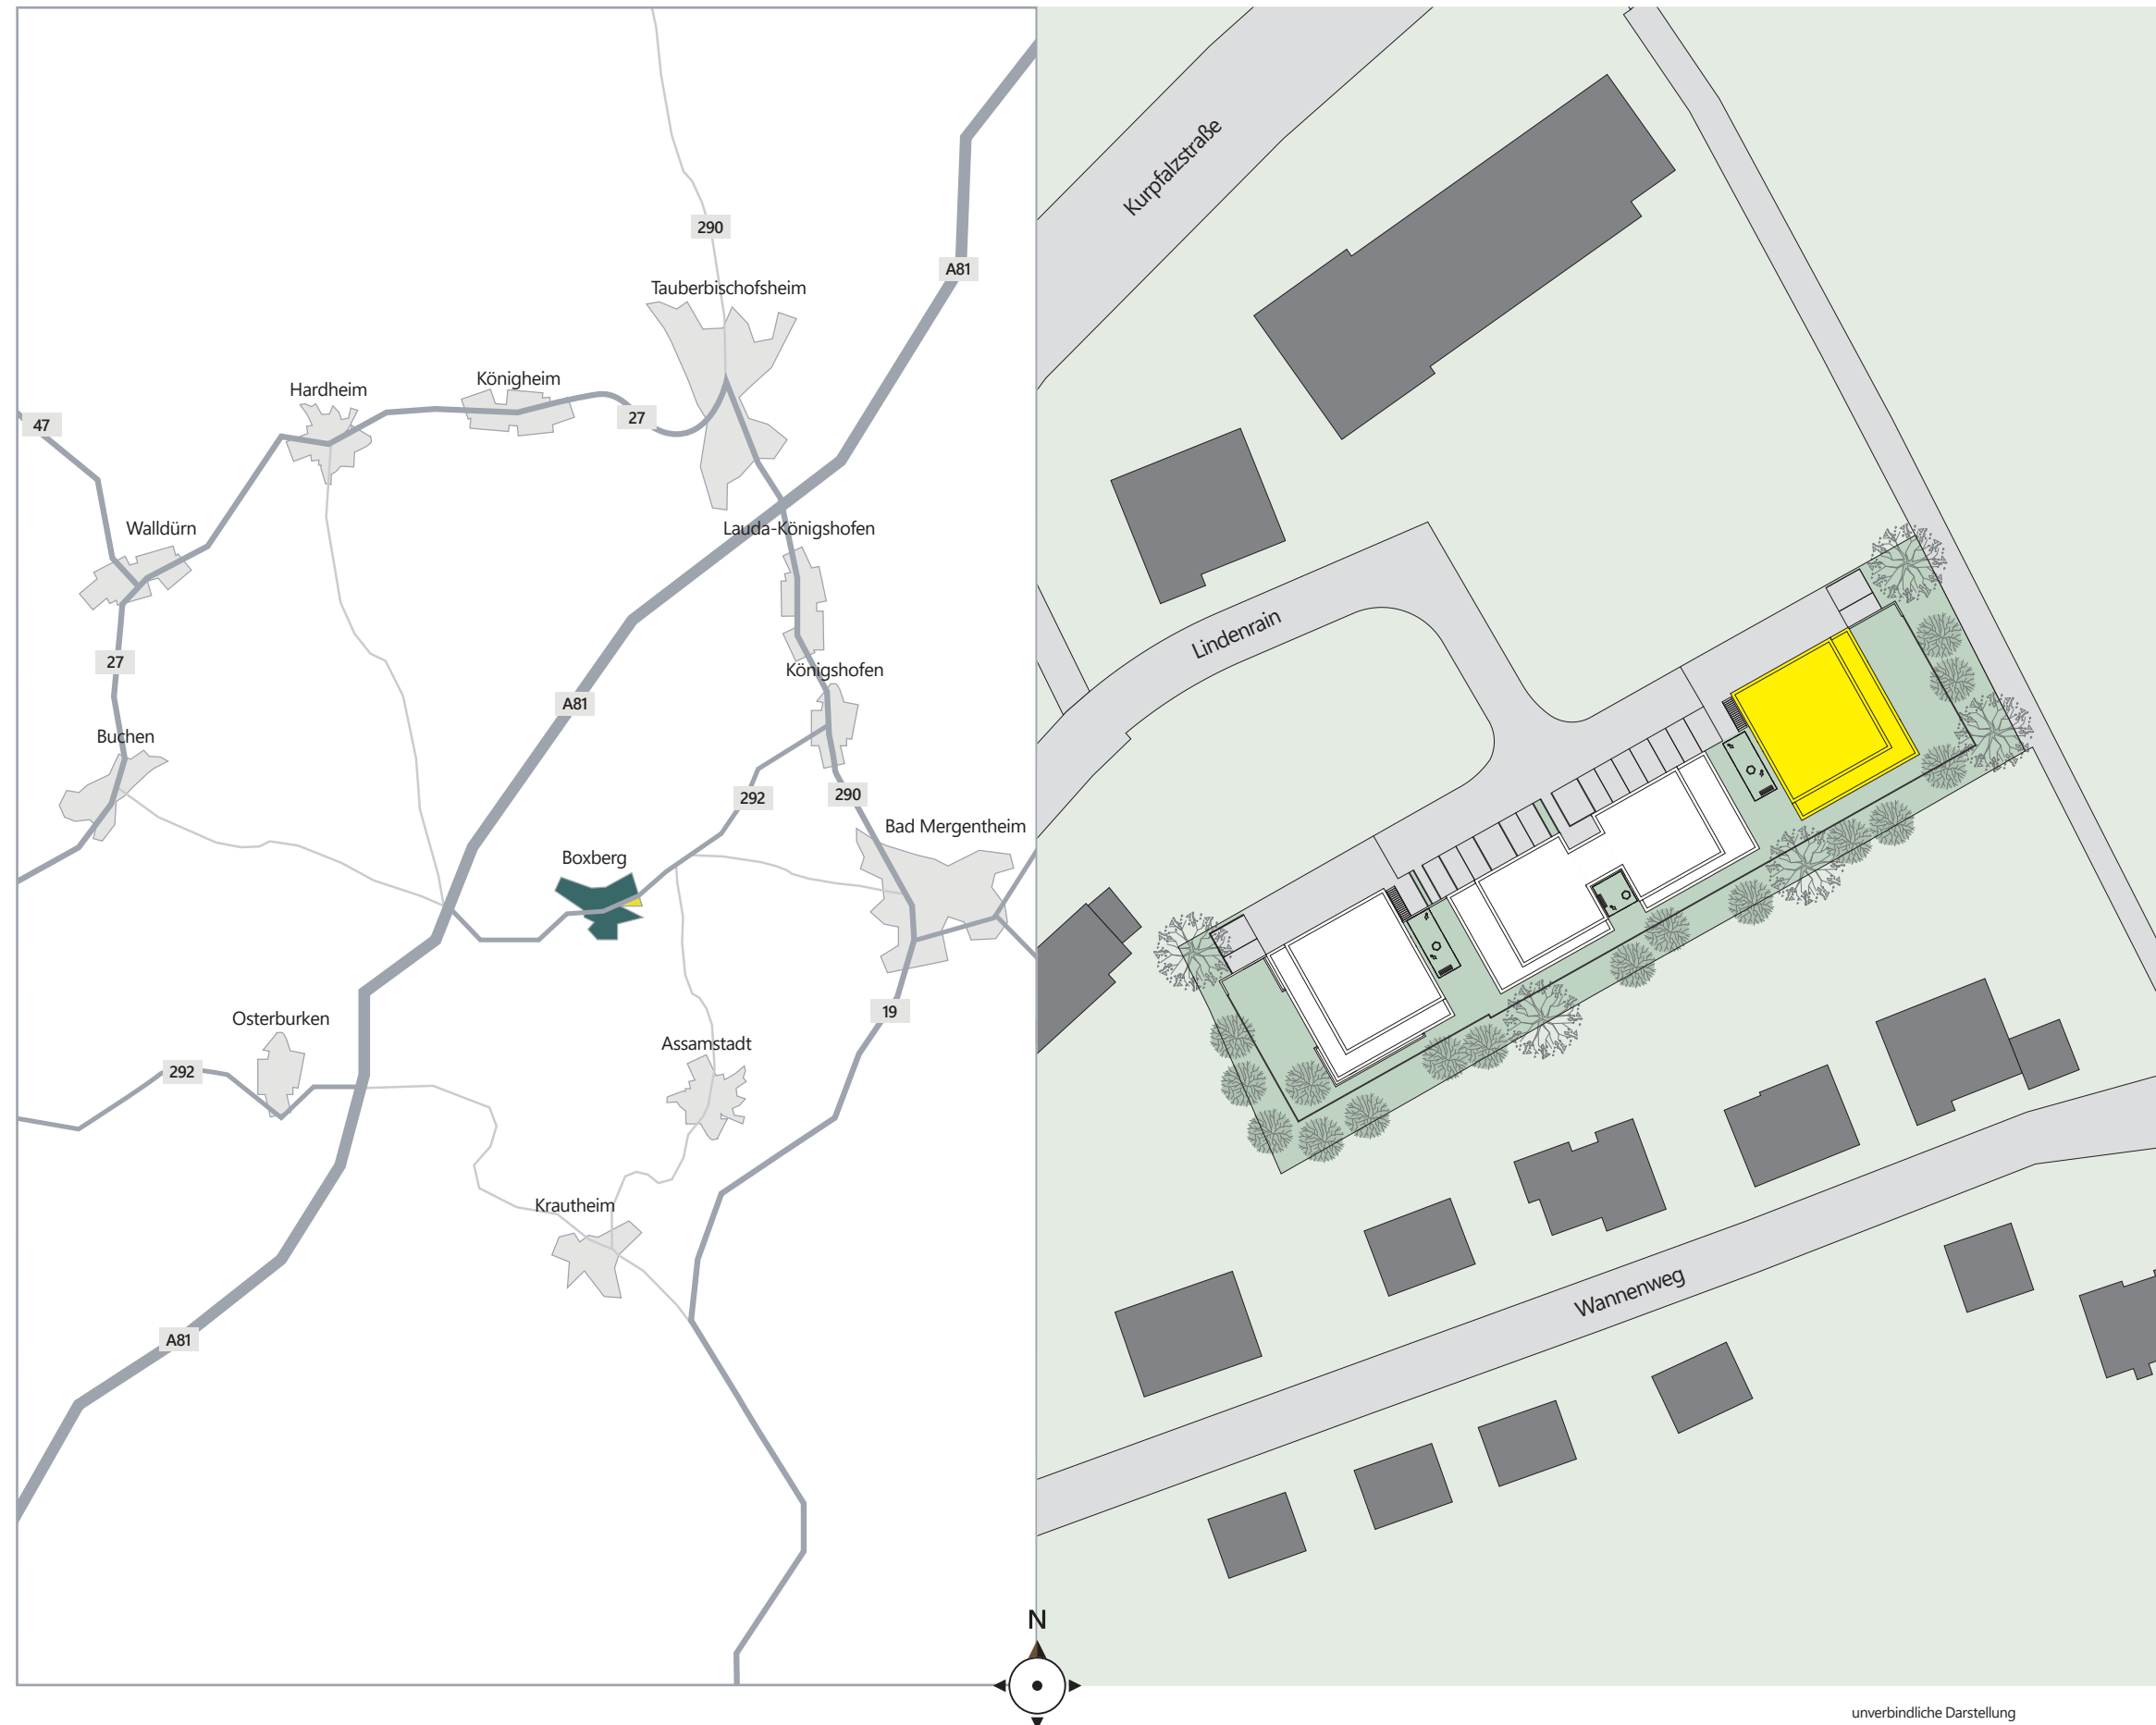 290
A81
Tauberbischofsheim
Königheim
Hardheim
27
47
Lauda-Königshofen
Walldürn
27
Königshofen
A81
Buchen
292
290
Bad Mergentheim
Boxberg
19
Osterburken
Assamstadt
292
Krautheim
A81
Kurpfalzstraße
Lindenrain
Wannenweg
N
unverbindliche Darstellung